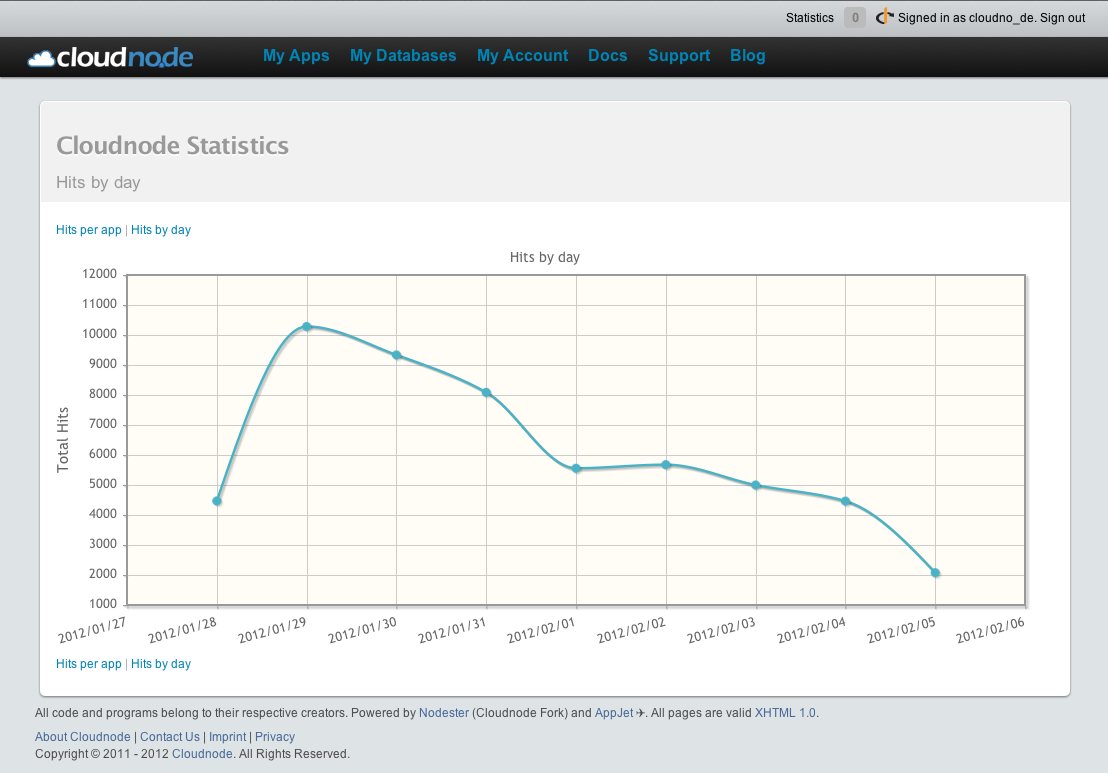 Statistics 0 Signed in as cloudno_de. Sign out
cloudnode My Apps My Databases My Account Docs Support Blog
Cloudnode Statistics
Hits by day
Hits per app | Hits by day
Hits by day
12000
11000
10000
9000
8000
7000
6000
5000
4000
3000
2000
1000
Total Hits
2012/01/27 2012/01/28 2012/01/29 2012/01/30 2012/01/31 2012/02/01 2012/02/02 2012/02/03 2012/02/04 2012/02/05 2012/02/06
Hits per app | Hits by day
All code and programs belong to their respective creators. Powered by Nodester (Cloudnode Fork) and AppJet ✈. All pages are valid XHTML 1.0.
About Cloudnode | Contact Us | Imprint | Privacy
Copyright © 2011 - 2012 Cloudnode. All Rights Reserved.